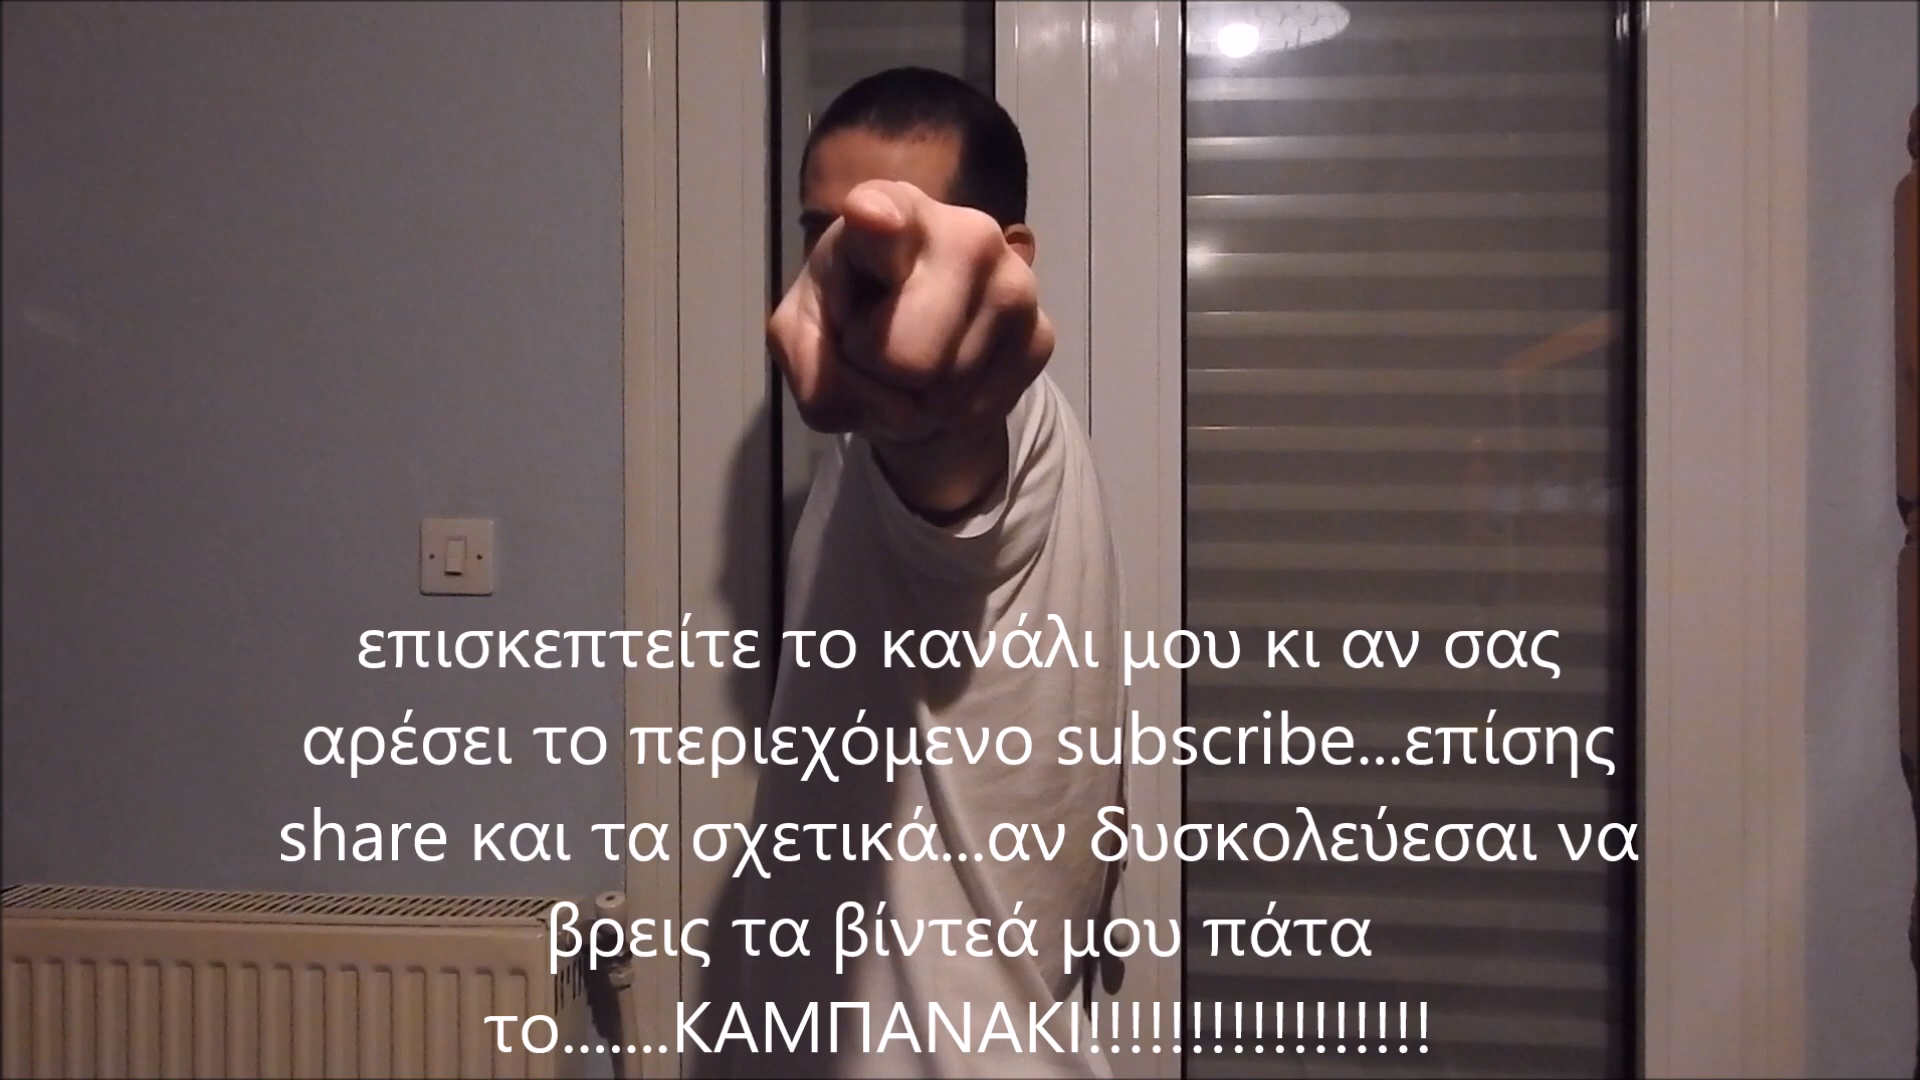 επισκεπτείτε το κανάλι μου κι αν σας
αρέσει το περιεχόμενο subscribe...επίσης
share και τα σχετικά...αν δυσκολεύεσαι να
βρεις τα βίντεά μου πάτα
το.......ΚΑΜΠΑΝΑΚΙ!!!!!!!!!!!!!!!!!